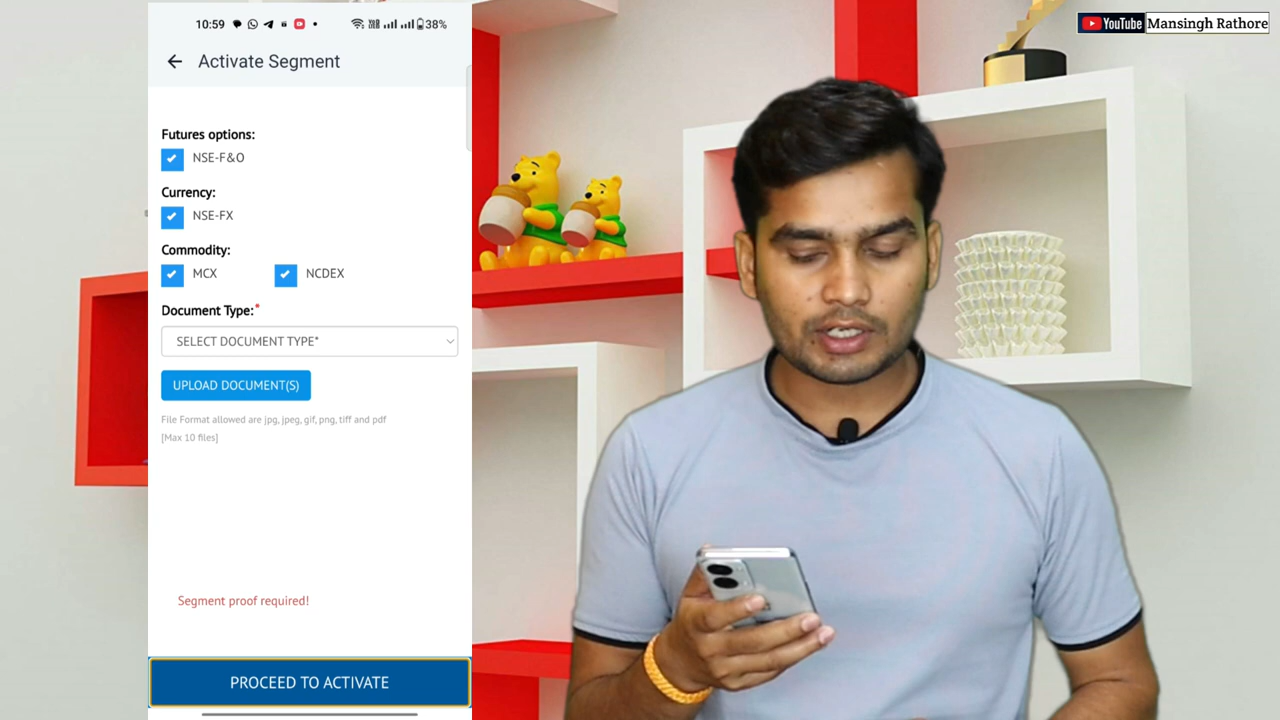 10:59
38%
Activate Segment
Futures options:
NSE-F&O
Currency:
NSE-FX
Commodity:
MCX NCDEX
Document Type:*
SELECT DOCUMENT TYPE*
UPLOAD DOCUMENT(S)
File Format allowed are jpg, jpeg, gif, png, tiff and pdf
[Max 10 files]
Segment proof required!
PROCEED TO ACTIVATE
YouTube Mansingh Rathore